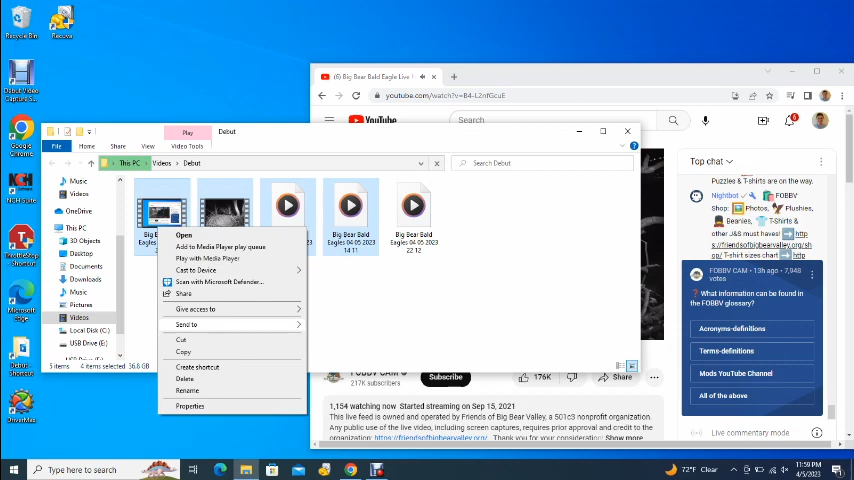 Recycle Bin
Recuva
Debut Video
Capture S...
Google
Chrome
NCH Suite
ThrottleStop
- Shortcut
Microsoft
Edge
Debut -
Shortcut
DriverMax
(6) Big Bear Bald Eagle Live
youtube.com/watch?v=B4-L2nfGcuE
YouTube
Search
6
Play
Debut
File
Home
Share
View
Video Tools
This PC
Videos
Debut
Search Debut
Music
Videos
OneDrive
This PC
3D Objects
Desktop
Documents
Downloads
Music
Pictures
Videos
Local Disk (C:)
USB Drive (E:)
Big Bear Bald
Eagles 04 05 2023
14 11
Big Bear Bald
Eagles 04 05 2023
22 12
Open
Add to Media Player play queue
Play with Media Player
Cast to Device
Scan with Microsoft Defender...
Share
Give access to
Send to
Cut
Copy
Create shortcut
Delete
Rename
Properties
5 items
4 items selected
36.8 GB
Top chat
Puzzles & T-shirts are on the way.
Nightbot
FOBBV
Shop:
Photos,
Plushies,
Beanies,
T-Shirts &
other J&S must haves!
http
s://friendsofbigbearvalley.org/sh
op/ T-shirt sizes chart
http
FOBBV CAM • 13h ago • 7,948
votes
What information can be found in
the FOBBV glossary?
Acronyms-definitions
Terms-definitions
Mods YouTube Channel
All of the above
Live commentary mode
FOBBV CAM
217K subscribers
Subscribe
176K
Share
1,154 watching now Started streaming on Sep 15, 2021
This live feed is owned and operated by Friends of Big Bear Valley, a 501c3 nonprofit organization.
Any public use of the live video, including screen captures, requires prior approval and credit to the
organization: https://friendsofbigbearvalley.org/ Thank you for your consideration! Show more
Type here to search
72°F Clear
11:59 PM
4/5/2023